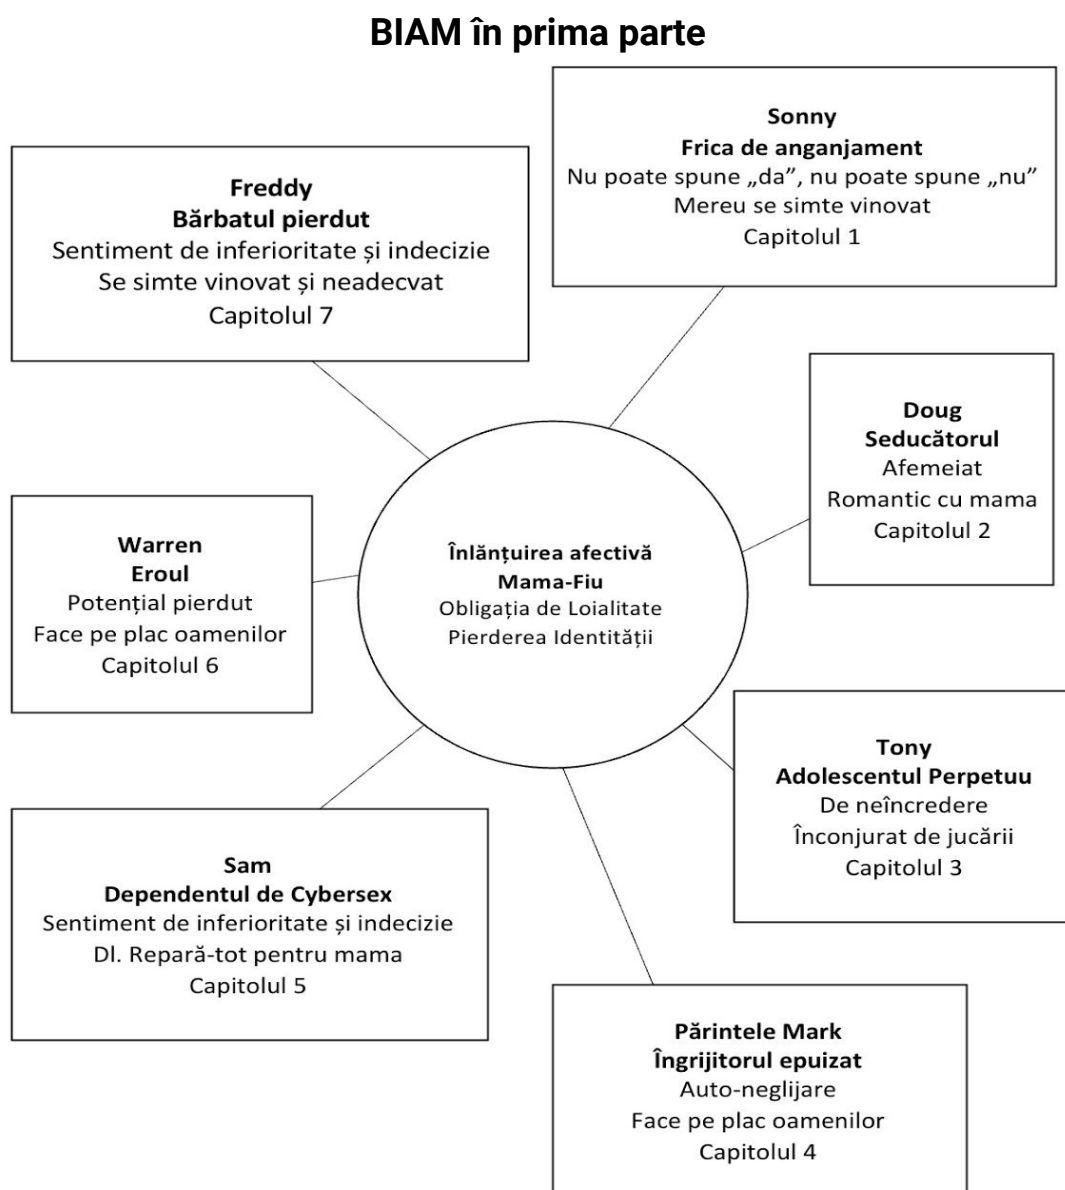 BIAM în prima parte
Sonny
Frica de anganjament
Nu poate spune „da”, nu poate spune „nu”
Mereu se simte vinovat
Capitolul 1
Freddy
Bărbatul pierdut
Sentiment de inferioritate și indecizie
Se simte vinovat și neadecvat
Capitolul 7
Doug
Seducătorul
Afemeiat
Romantic cu mama
Capitolul 2
Înlănțuirea afectivă
Mama-Fiu
Obligația de Loialitate
Pierderea Identității
Warren
Eroul
Potențial pierdut
Face pe plac oamenilor
Capitolul 6
Tony
Adolescentul Perpetuu
De neîncredere
Înconjurat de jucării
Capitolul 3
Sam
Dependentul de Cybersex
Sentiment de inferioritate și indecizie
Dl. Repară-tot pentru mama
Capitolul 5
Părintele Mark
Îngrijitorul epuizat
Auto-neglijare
Face pe plac oamenilor
Capitolul 4